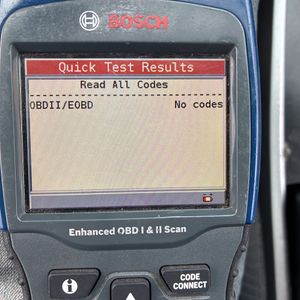 BOSCH
Quick Test Results
Read All Codes
OBDII/EOBD No codes
Enhanced OBD I & II Scan
CODE
CONNECT
i